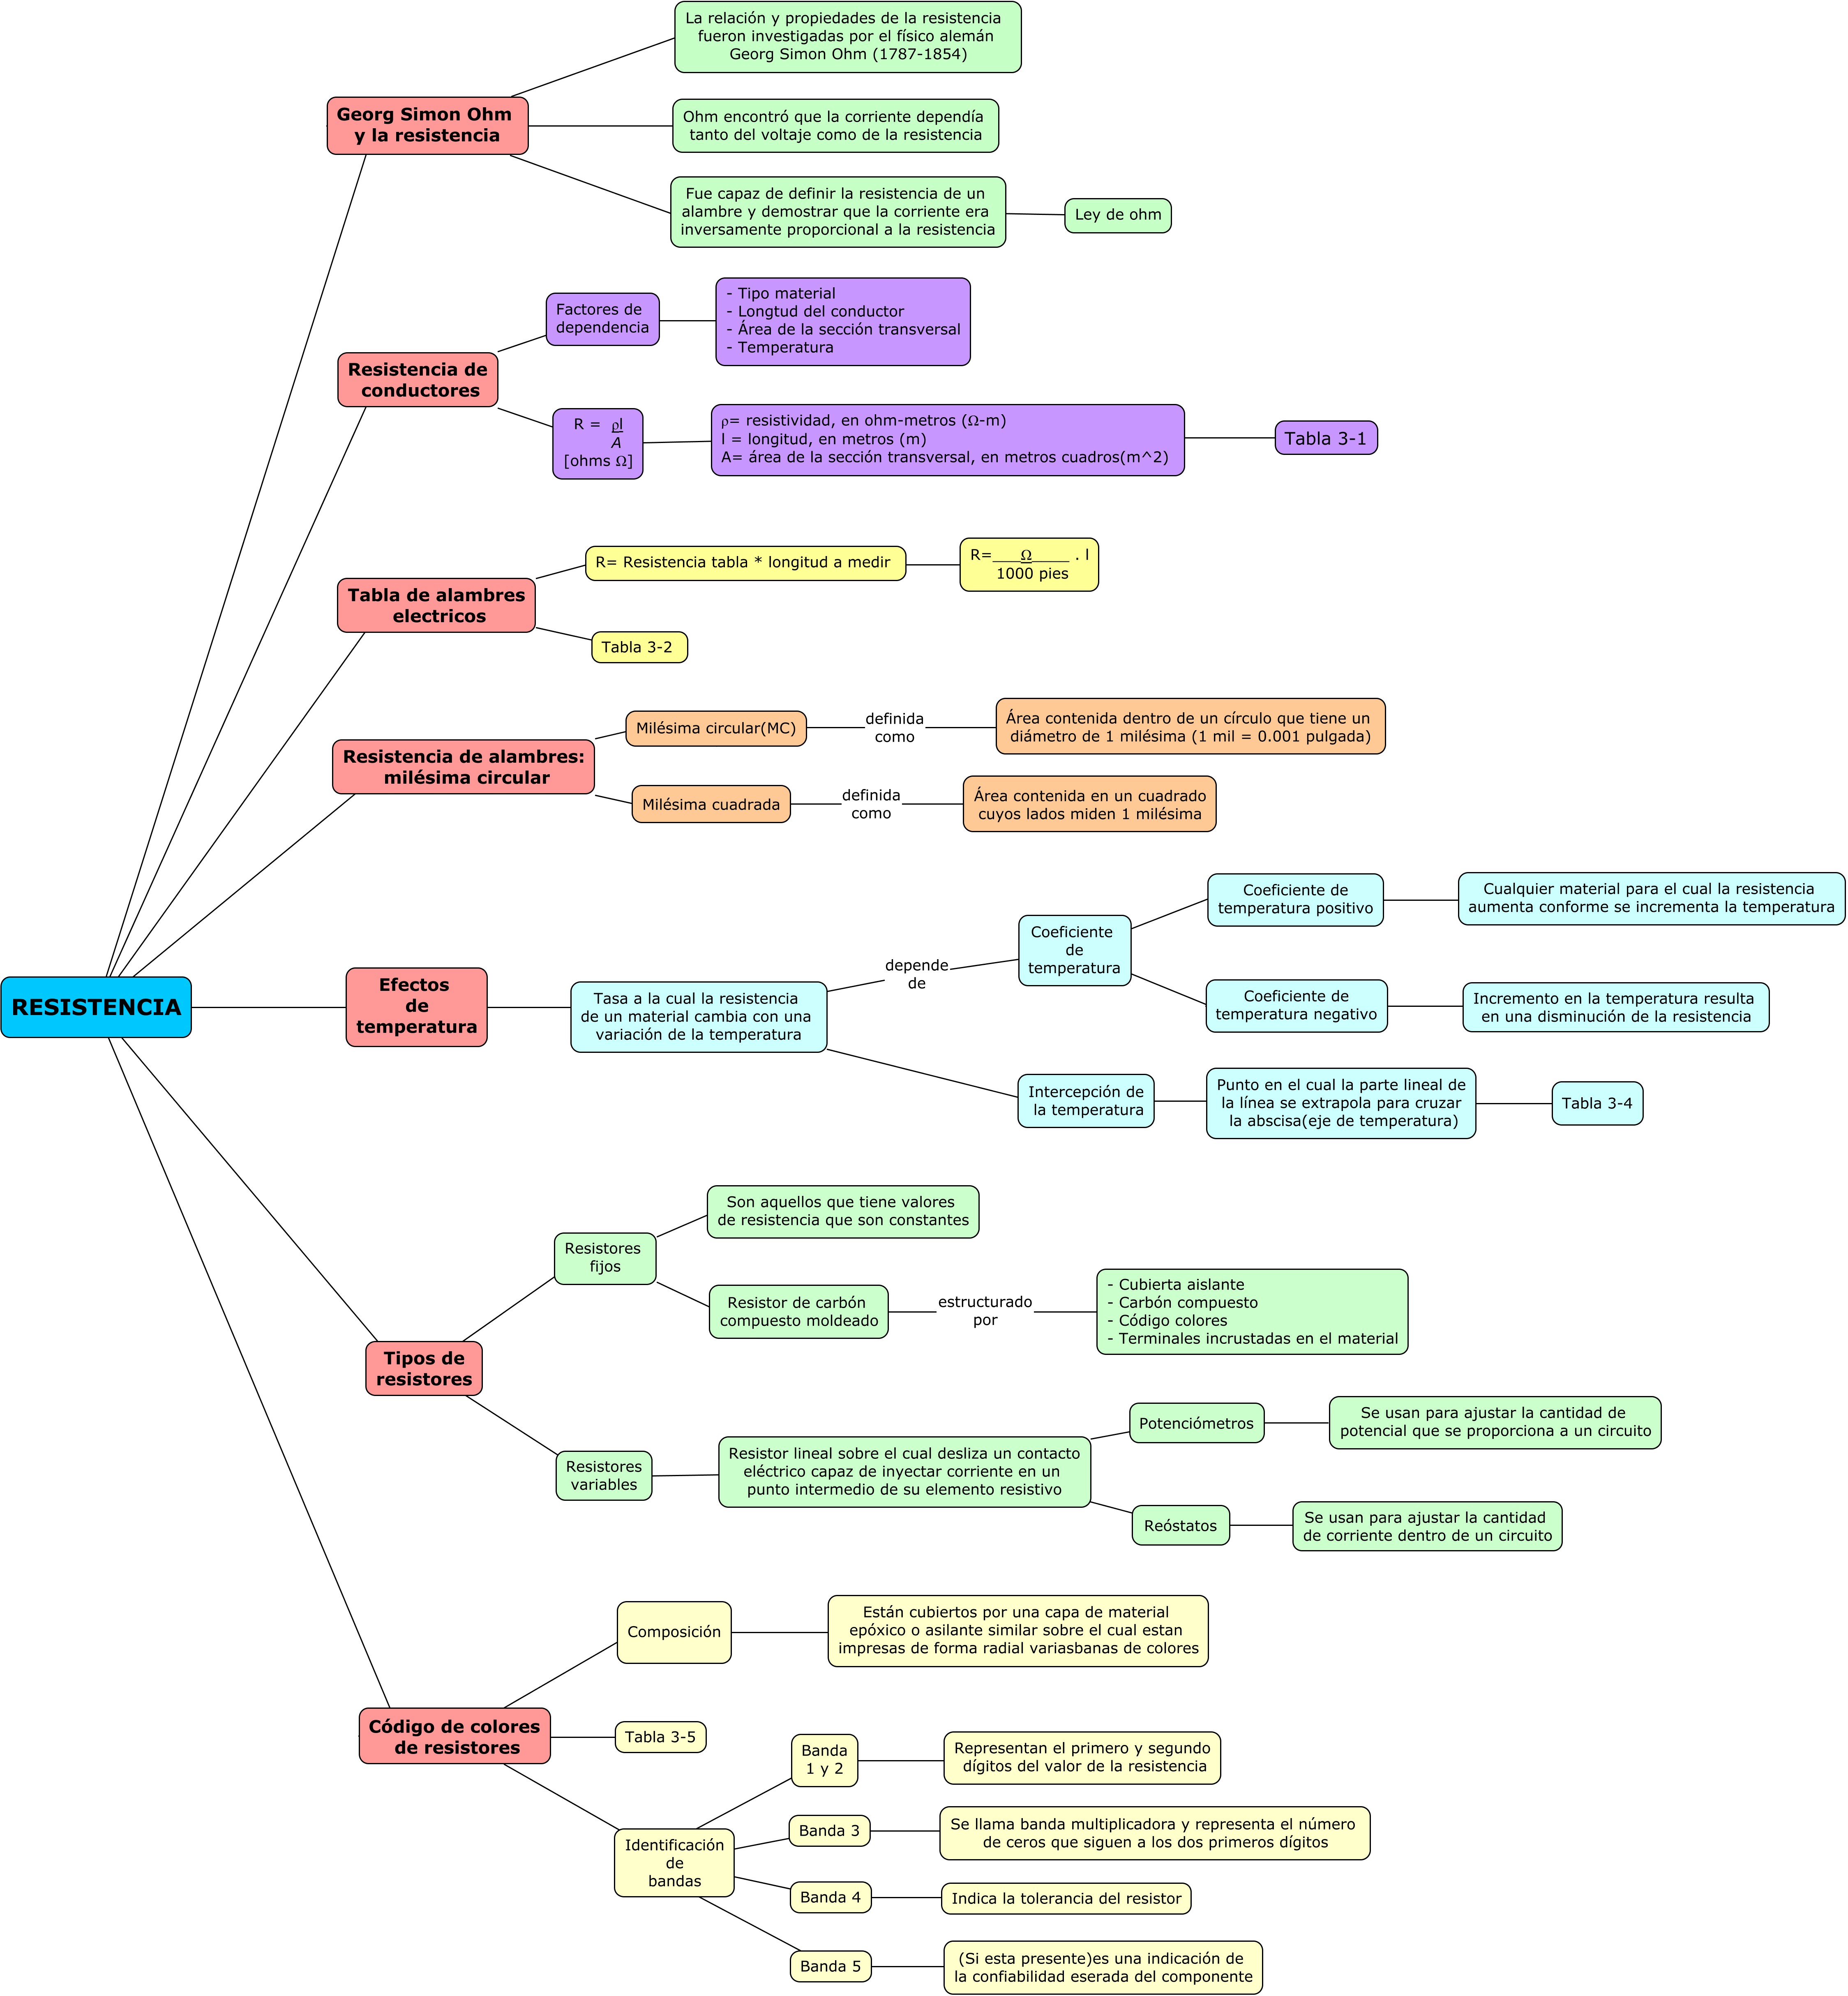 La relación y propiedades de la resistencia
fueron investigadas por el físico alemán
Georg Simon Ohm (1787-1854)
Georg Simon Ohm
y la resistencia
Ohm encontró que la corriente dependía
tanto del voltaje como de la resistencia
Fue capaz de definir la resistencia de un
alambre y demostrar que la corriente era
inversamente proporcional a la resistencia
Ley de ohm
Resistencia de
conductores
Factores de
dependencia
- Tipo material
- Longtud del conductor
- Área de la sección transversal
- Temperatura
R = ρl
A
[ohms Ω]
ρ= resistividad, en ohm-metros (Ω-m)
l = longitud, en metros (m)
A= área de la sección transversal, en metros cuadros(m^2)
Tabla 3-1
Tabla de alambres
electricos
R= Resistencia tabla * longitud a medir
R=___Ω____ . l
1000 pies
Tabla 3-2
Resistencia de alambres:
milésima circular
Milésima circular(MC)
definida
como
Área contenida dentro de un círculo que tiene un
diámetro de 1 milésima (1 mil = 0.001 pulgada)
Milésima cuadrada
definida
como
Área contenida en un cuadrado
cuyos lados miden 1 milésima
RESISTENCIA
Efectos
de
temperatura
Tasa a la cual la resistencia
de un material cambia con una
variación de la temperatura
depende
de
Coeficiente
de
temperatura
Coeficiente de
temperatura positivo
Cualquier material para el cual la resistencia
aumenta conforme se incrementa la temperatura
Coeficiente de
temperatura negativo
Incremento en la temperatura resulta
en una disminución de la resistencia
Intercepción de
la temperatura
Punto en el cual la parte lineal de
la línea se extrapola para cruzar
la abscisa(eje de temperatura)
Tabla 3-4
Tipos de
resistores
Resistores
fijos
Son aquellos que tiene valores
de resistencia que son constantes
Resistor de carbón
compuesto moldeado
estructurado
por
- Cubierta aislante
- Carbón compuesto
- Código colores
- Terminales incrustadas en el material
Resistores
variables
Resistor lineal sobre el cual desliza un contacto
eléctrico capaz de inyectar corriente en un
punto intermedio de su elemento resistivo
Potenciómetros
Se usan para ajustar la cantidad de
potencial que se proporciona a un circuito
Reóstatos
Se usan para ajustar la cantidad
de corriente dentro de un circuito
Código de colores
de resistores
Composición
Están cubiertos por una capa de material
epóxico o asilante similar sobre el cual estan
impresas de forma radial variasbanas de colores
Tabla 3-5
Identificación
de
bandas
Banda
1 y 2
Representan el primero y segundo
dígitos del valor de la resistencia
Banda 3
Se llama banda multiplicadora y representa el número
de ceros que siguen a los dos primeros dígitos
Banda 4
Indica la tolerancia del resistor
Banda 5
(Si esta presente)es una indicación de
la confiabilidad eserada del componente